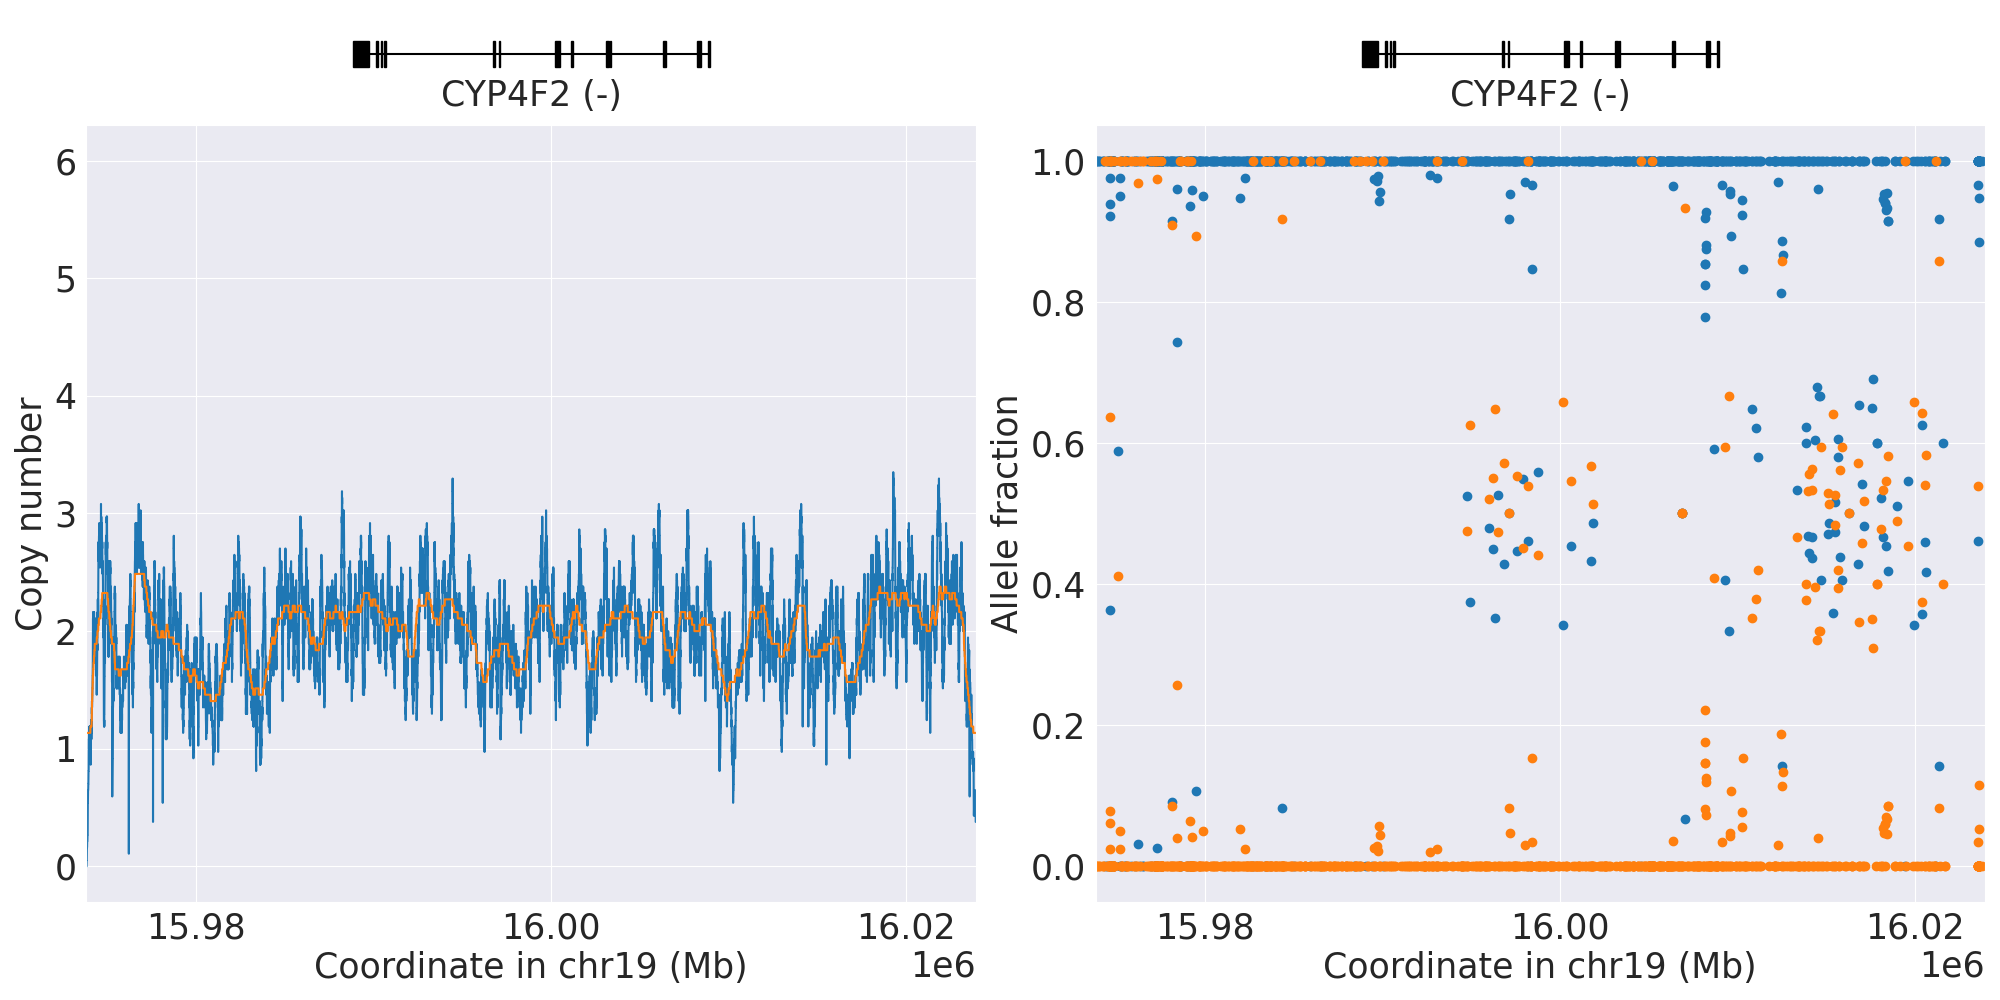 CYP4F2 (-)
6
5
4
3
2
1
0
Copy number
15.98
16.00
16.02
1e6
Coordinate in chr19 (Mb)
CYP4F2 (-)
1.0
0.8
0.6
0.4
0.2
0.0
Allele fraction
15.98
16.00
16.02
1e6
Coordinate in chr19 (Mb)